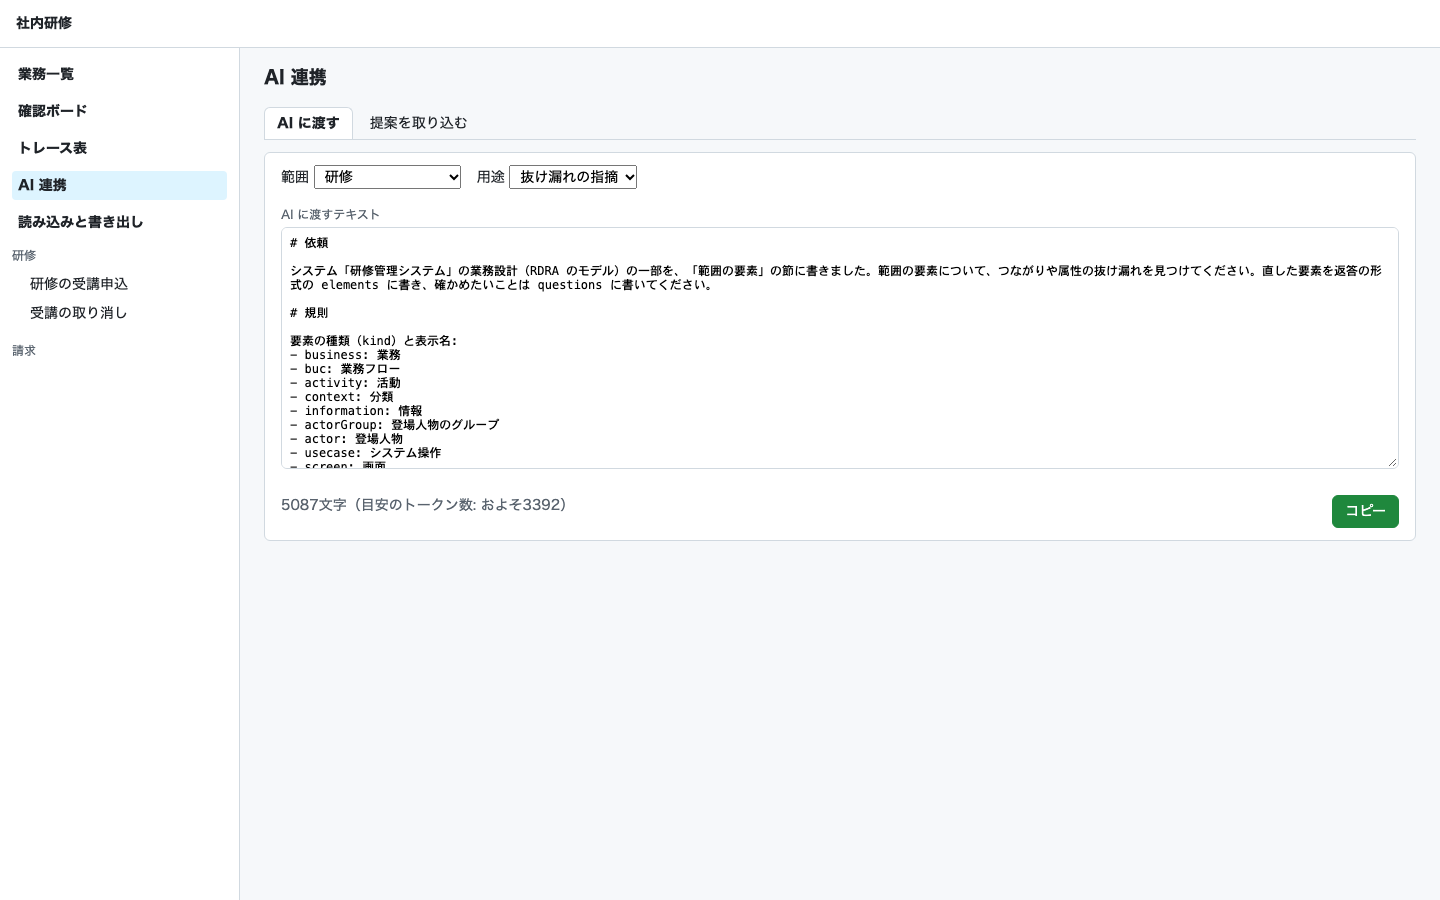 社内研修
業務一覧
確認ボード
トレース表
AI 連携
読み込みと書き出し
研修
研修の受講申込
受講の取り消し
請求
AI 連携
AI に渡す
提案を取り込む
範囲 研修 用途 抜け漏れの指摘
AI に渡すテキスト
# 依頼
システム「研修管理システム」の業務設計（RDRA のモデル）の一部を、「範囲の要素」の節に書きました。範囲の要素について、つながりや属性の抜け漏れを見つけてください。直した要素を返答の形
式の elements に書き、確かめたいことは questions に書いてください。
# 規則
要素の種類（kind）と表示名:
- business: 業務
- buc: 業務フロー
- activity: 活動
- context: 分類
- information: 情報
- actorGroup: 登場人物のグループ
- actor: 登場人物
- usecase: システム操作
- screen: 画面
5087文字（目安のトークン数: およそ3392）
コピー